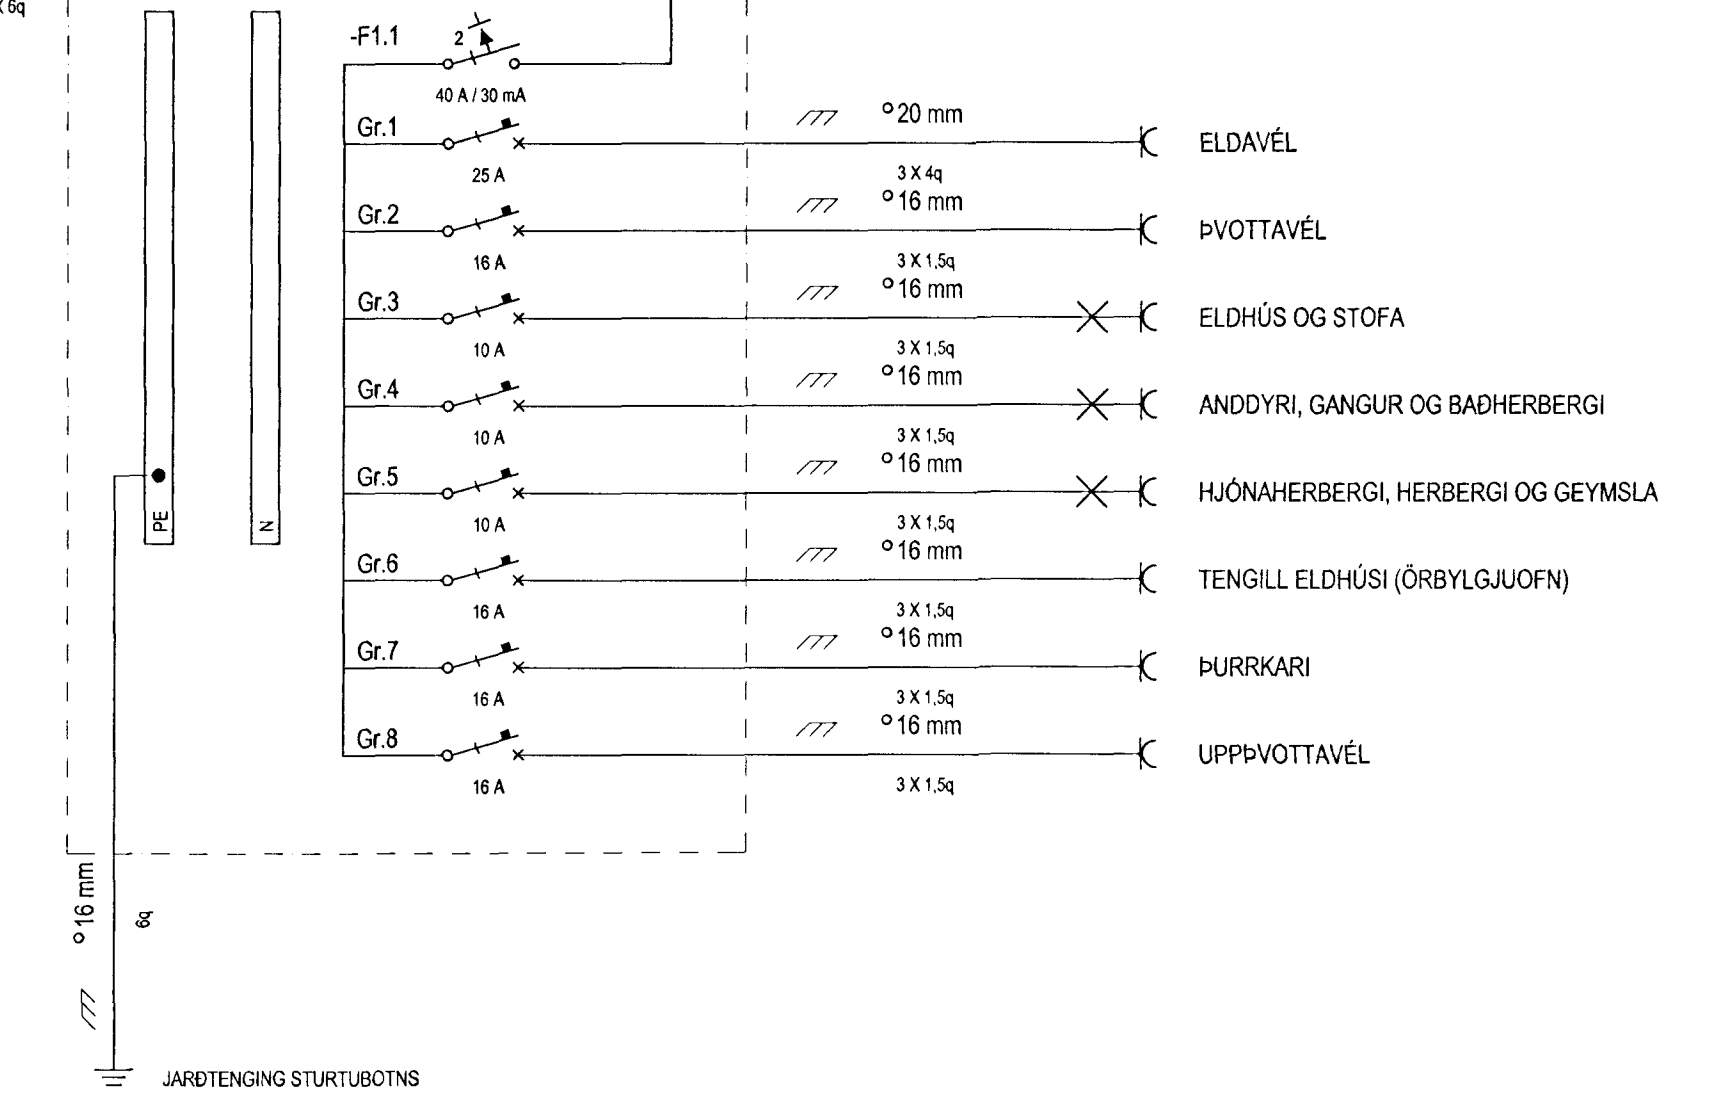 X 6q
-F1.1
2
40 A / 30 mA
Gr.1
25 A
°20 mm
3 X 4q
ELDAVÉL
Gr.2
16 A
°16 mm
3 X 1,5q
ÞVOTTAVÉL
Gr.3
10 A
°16 mm
3 X 1,5q
ELDHÚS OG STOFA
Gr.4
10 A
°16 mm
3 X 1,5q
ANDDYRI, GANGUR OG BAÐHERBERGI
Gr.5
10 A
°16 mm
3 X 1,5q
HJÓNAHERBERGI, HERBERGI OG GEYMSLA
Gr.6
16 A
°16 mm
3 X 1,5q
TENGILL ELDHÚSI (ÖRBYLGJUOFN)
Gr.7
16 A
°16 mm
3 X 1,5q
ÞURRKARI
Gr.8
16 A
°16 mm
3 X 1,5q
UPPÞVOTTAVÉL
PE
N
°16 mm
6q
JARÐTENGING STURTUBOTNS